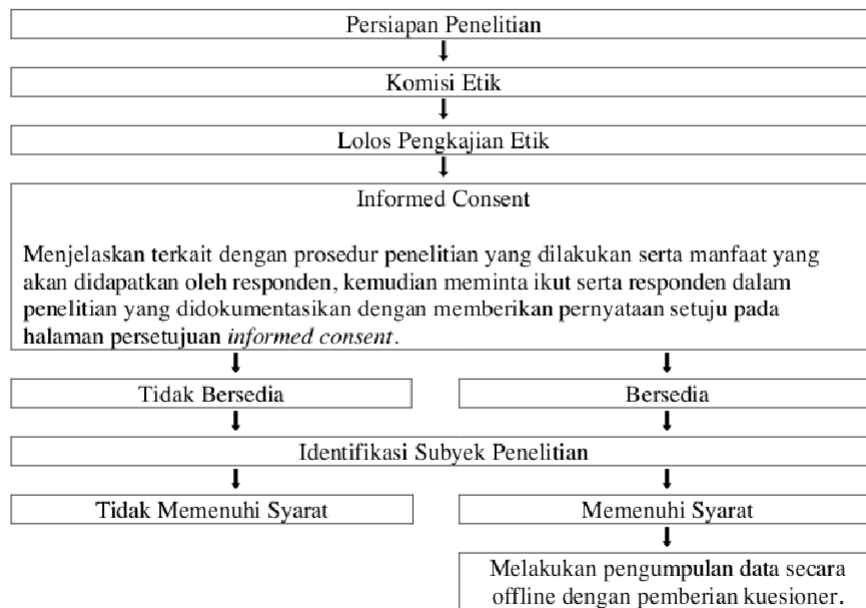 Persiapan Penelitian
Komisi Etik
Lolos Pengkajian Etik
Informed Consent
Menjelaskan terkait dengan prosedur penelitian yang dilakukan serta manfaat yang
akan didapatkan oleh responden, kemudian meminta ikut serta responden dalam
penelitian yang didokumentasikan dengan memberikan pernyataan setuju pada
halaman persetujuan informed consent.
Tidak Bersedia
Bersedia
Identifikasi Subyek Penelitian
Tidak Memenuhi Syarat
Memenuhi Syarat
Melakukan pengumpulan data secara
offline dengan pemberian kuesioner.